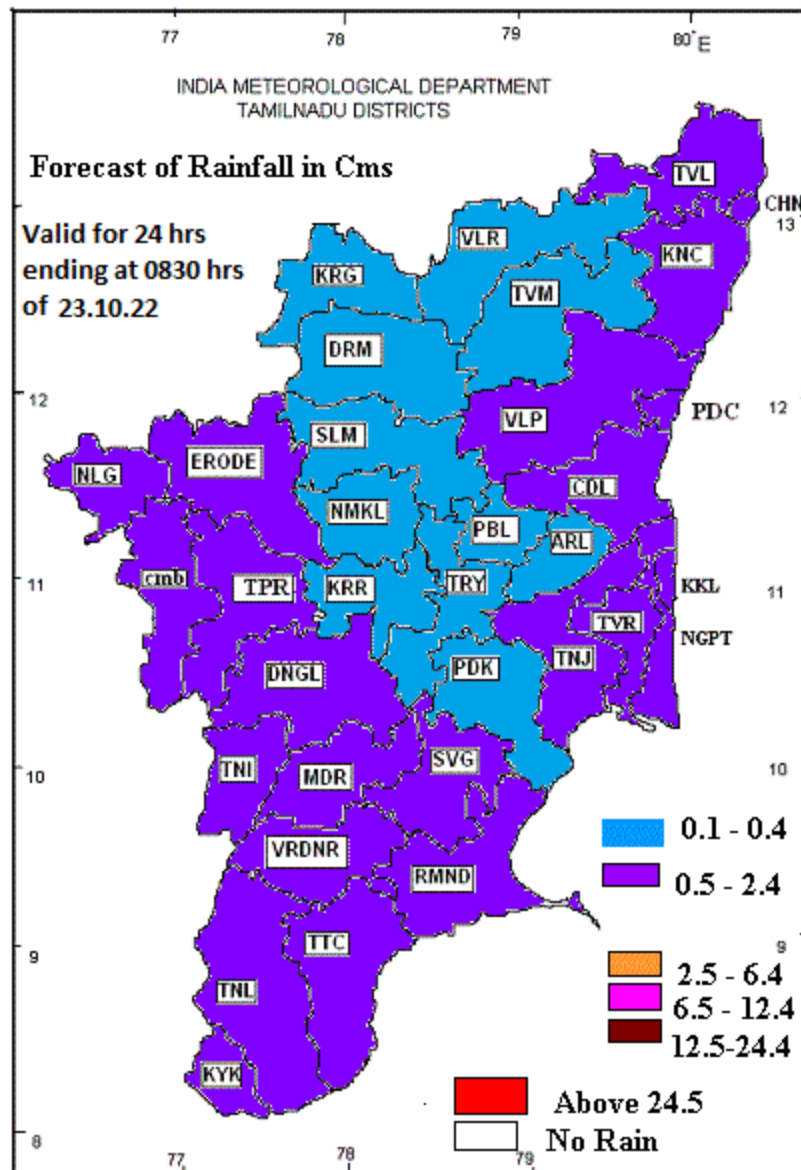 77 78 79 80°E
INDIA METEOROLOGICAL DEPARTMENT
TAMILNADU DISTRICTS
Forecast of Rainfall in Cms
Valid for 24 hrs
ending at 0830 hrs
of 23.10.22
TVL
CHN
13
VLR
KNC
KRG
TVM
DRM
12
VLP
PDC
12
SLM
ERODE
NLG
CDL
NMKL
PBL
ARL
11
cmb
TPR
KRR
TRY
KKL
11
TVR
NGPT
TNJ
PDK
DNGL
10
TNI
MDR
SVG
10
0.1 - 0.4
VRDNR
RMND
0.5 - 2.4
9
TTC
9
2.5 - 6.4
TNL
6.5 - 12.4
12.5-24.4
KYK
Above 24.5
8
No Rain
77 78 79